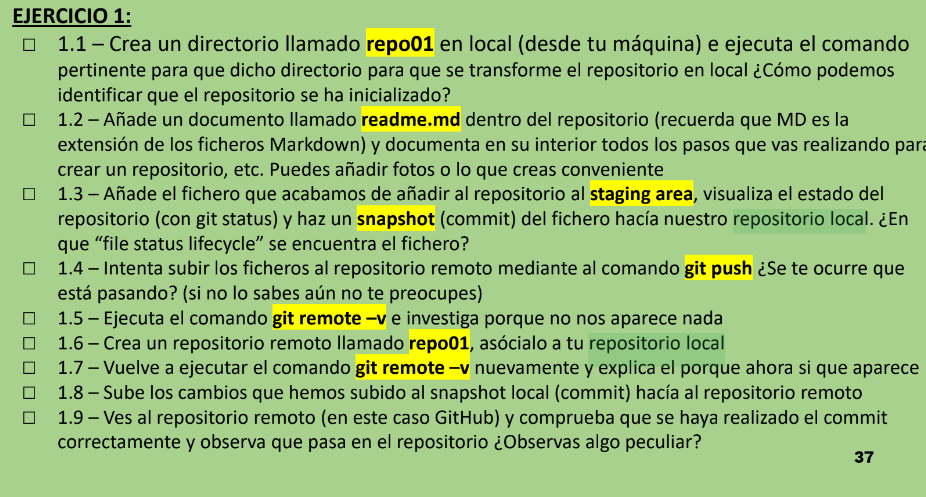 EJERCICIO 1:
☐ 1.1 – Crea un directorio llamado repo01 en local (desde tu máquina) e ejecuta el comando
pertinente para que dicho directorio para que se transforme el repositorio en local ¿Cómo podemos
identificar que el repositorio se ha inicializado?
☐ 1.2 – Añade un documento llamado readme.md dentro del repositorio (recuerda que MD es la
extensión de los ficheros Markdown) y documenta en su interior todos los pasos que vas realizando para
crear un repositorio, etc. Puedes añadir fotos o lo que creas conveniente
☐ 1.3 – Añade el fichero que acabamos de añadir al repositorio al staging area, visualiza el estado del
repositorio (con git status) y haz un snapshot (commit) del fichero hacía nuestro repositorio local. ¿En
que “file status lifecycle” se encuentra el fichero?
☐ 1.4 – Intenta subir los ficheros al repositorio remoto mediante al comando git push ¿Se te ocurre que
está pasando? (si no lo sabes aún no te preocupes)
☐ 1.5 – Ejecuta el comando git remote –v e investiga porque no nos aparece nada
☐ 1.6 – Crea un repositorio remoto llamado repo01, asócialo a tu repositorio local
☐ 1.7 – Vuelve a ejecutar el comando git remote –v nuevamente y explica el porque ahora si que aparece
☐ 1.8 – Sube los cambios que hemos subido al snapshot local (commit) hacía al repositorio remoto
☐ 1.9 – Ves al repositorio remoto (en este caso GitHub) y comprueba que se haya realizado el commit
correctamente y observa que pasa en el repositorio ¿Observas algo peculiar?
37